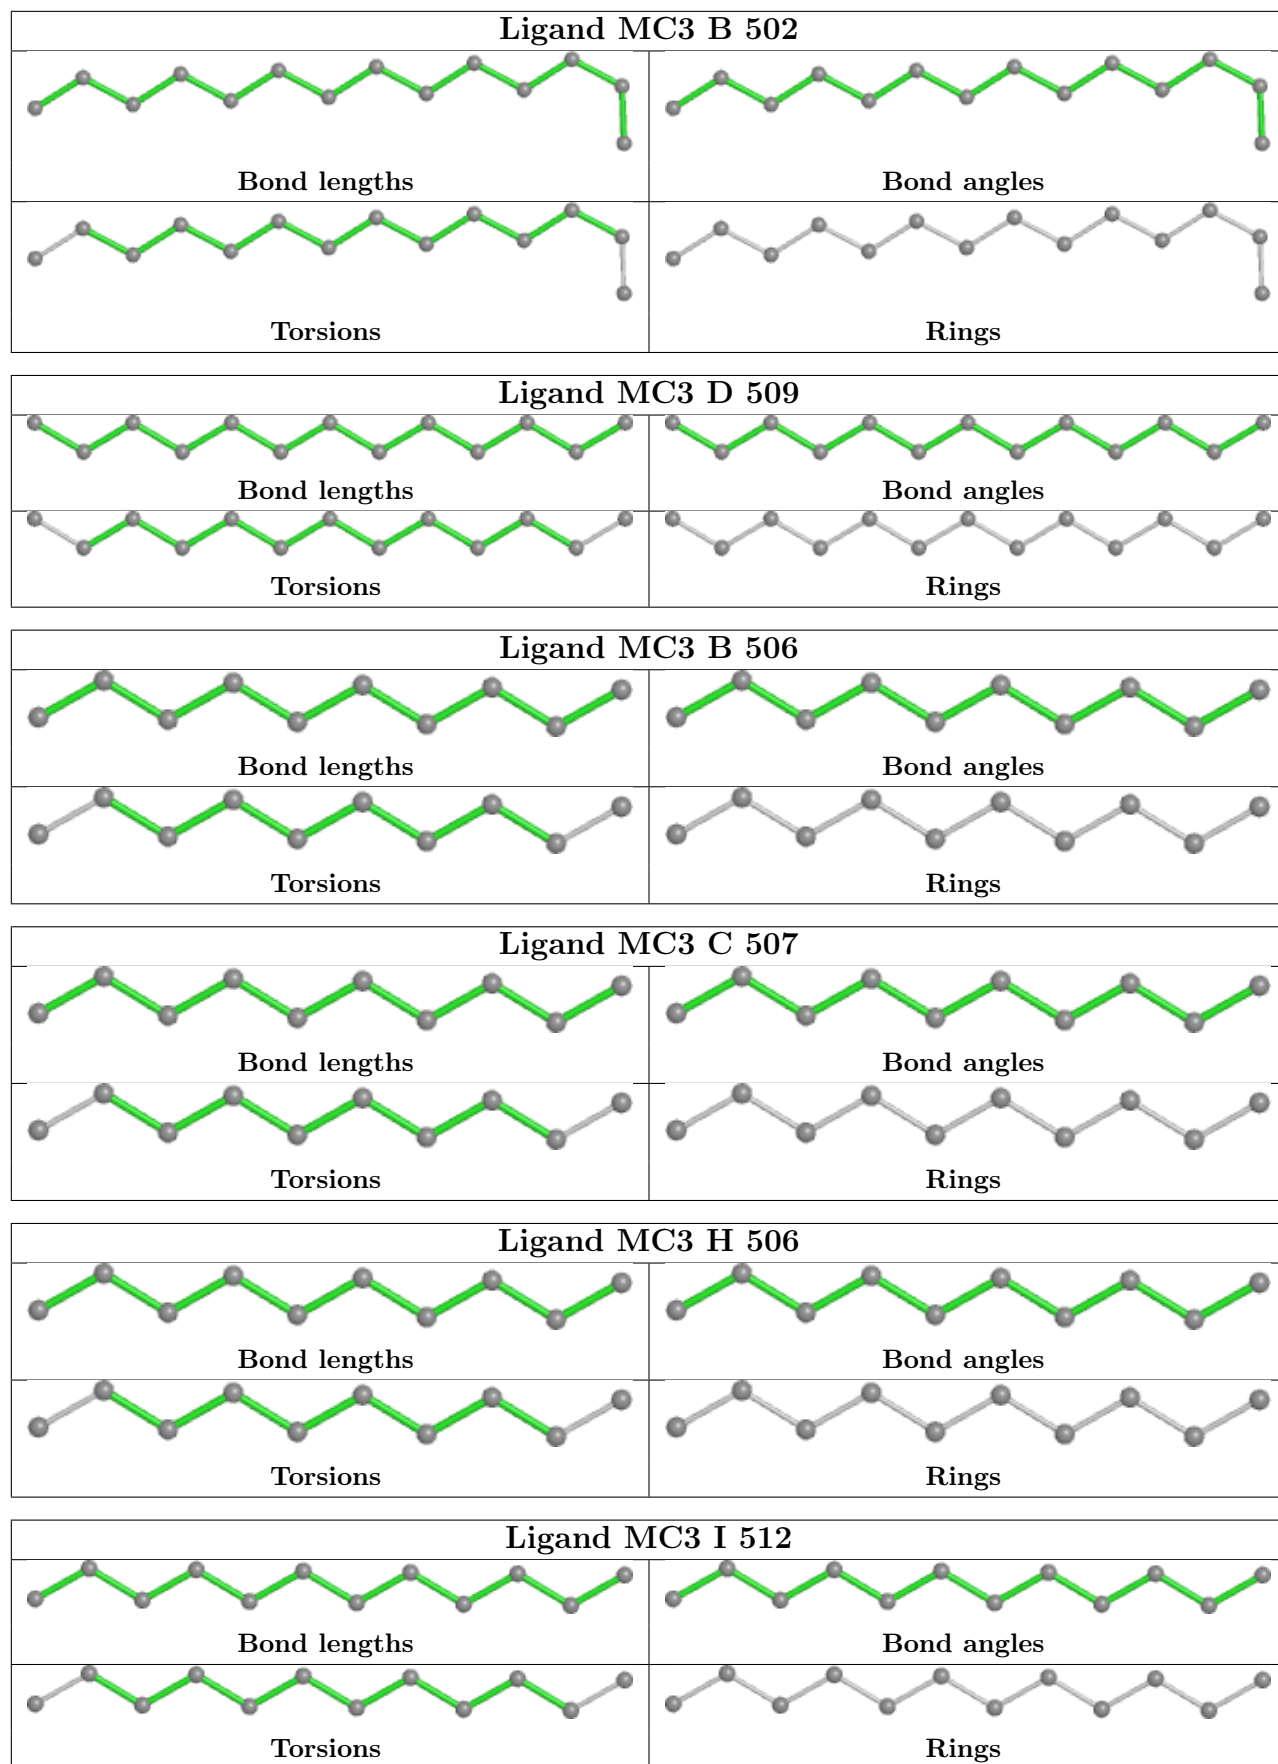 Ligand MC3 B 502
Bond lengths
Bond angles
Torsions
Rings
Ligand MC3 D 509
Bond lengths
Bond angles
Torsions
Rings
Ligand MC3 B 506
Bond lengths
Bond angles
Torsions
Rings
Ligand MC3 C 507
Bond lengths
Bond angles
Torsions
Rings
Ligand MC3 H 506
Bond lengths
Bond angles
Torsions
Rings
Ligand MC3 I 512
Bond lengths
Bond angles
Torsions
Rings